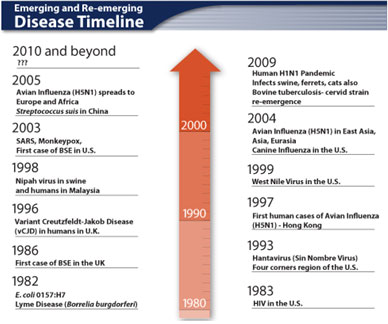 Emerging and Re-emerging
Disease Timeline
2010 and beyond
???
2005
Avian Influenza (H5N1) spreads to
Europe and Africa
Streptococcus suis in China
2003
SARS, Monkeypox,
First case of BSE in U.S.
1998
Nipah virus in swine
and humans in Malaysia
1996
Variant Creutzfeldt-Jakob Disease
(vCJD) in humans in U.K.
1986
First case of BSE in the UK
1982
E. coli 0157:H7
Lyme Disease (Borrelia burgdorferi)
2000
1990
1980
2009
Human H1N1 Pandemic
Infects swine, ferrets, cats also
Bovine tuberculosis- cervid strain
re-emergence
2004
Avian Influenza (H5N1) in East Asia,
Asia, Eurasia
Canine Influenza in the U.S.
1999
West Nile Virus in the U.S.
1997
First human cases of Avian Influenza
(H5N1) - Hong Kong
1993
Hantavirus (Sin Nombre Virus)
Four corners region of the U.S.
1983
HIV in the U.S.